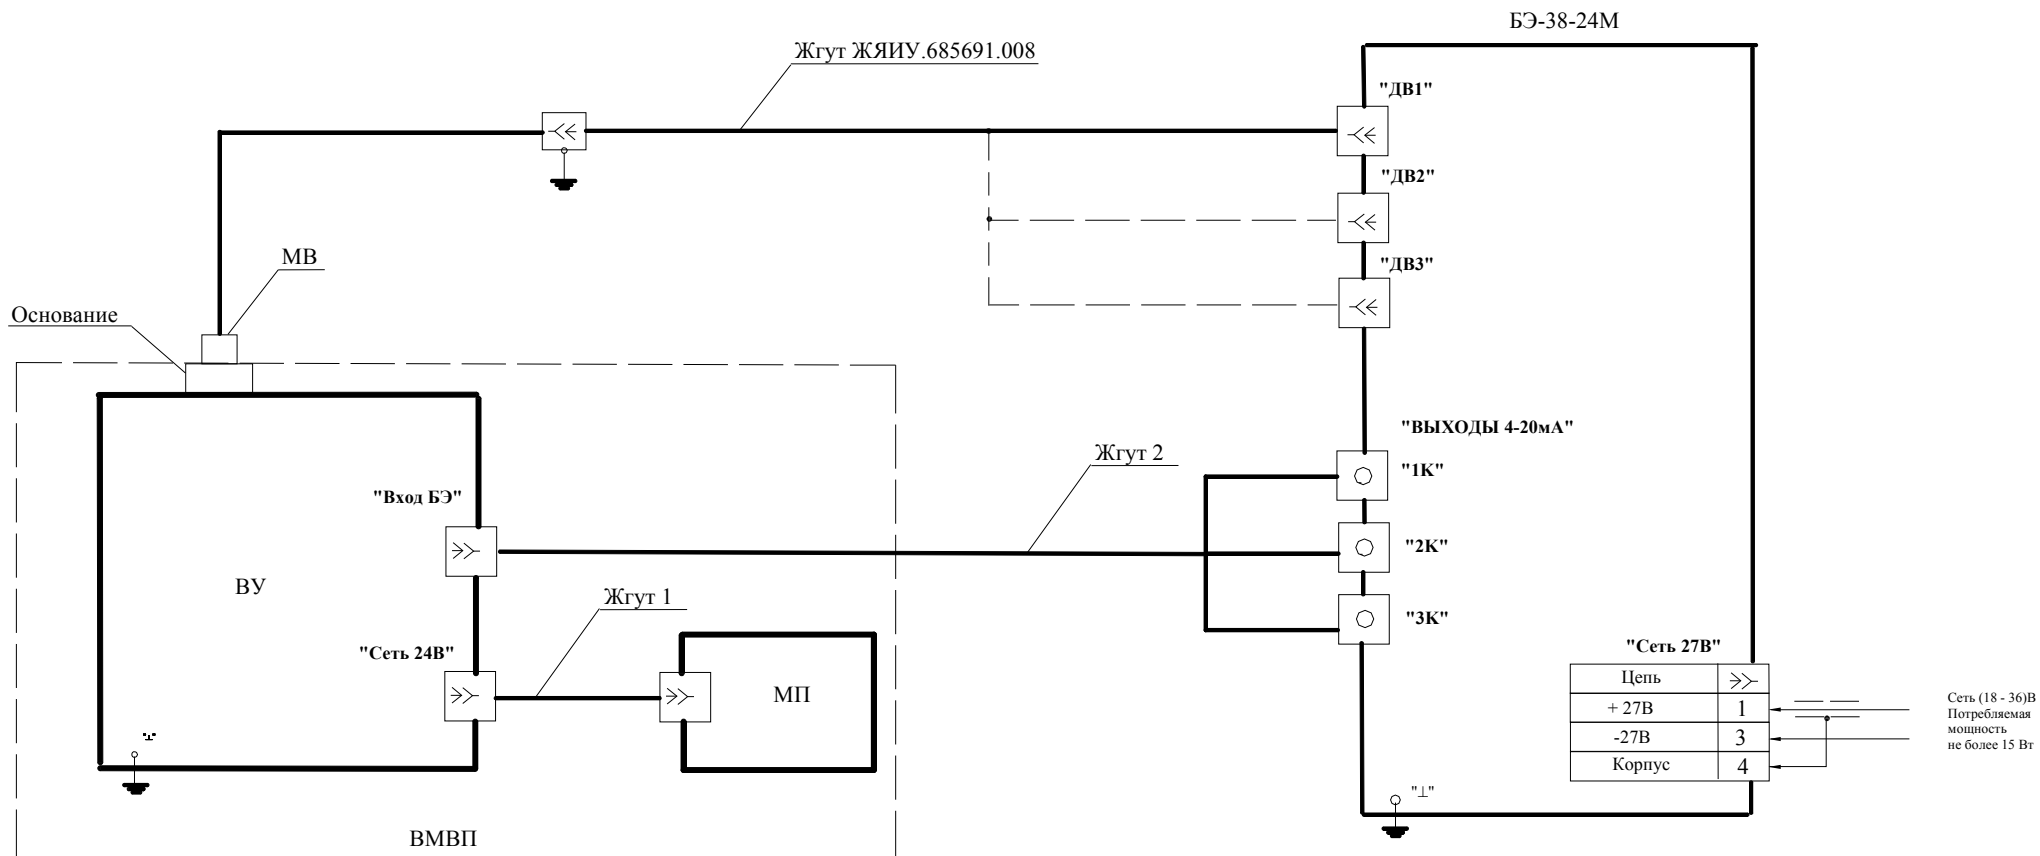 БЭ-38-24М
Жгут ЖЯИУ.685691.008
"ДВ1"
"ДВ2"
МВ
"ДВ3"
Основание
"ВЫХОДЫ 4-20мА"
Жгут 2
"1К"
"Вход БЭ"
"2К"
ВУ
Жгут 1
"3К"
"Сеть 24В"
"Сеть 27В"
МП
Цепь
+ 27В 1
-27В 3
Корпус 4
Сеть (18 - 36)В
Потребляемая
мощность
не более 15 Вт
"⊥"
"⊥"
ВМВП